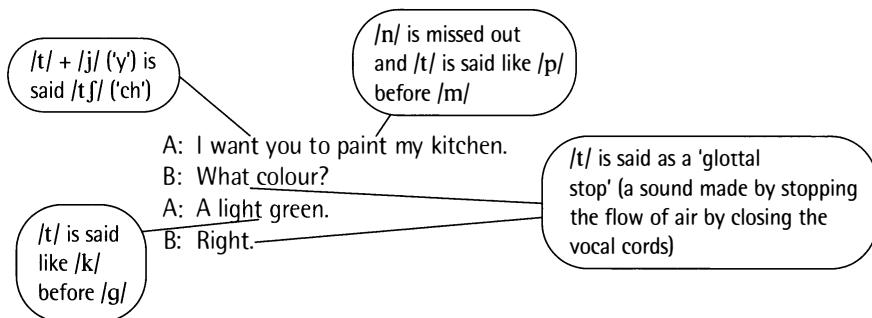 /t/ + /j/ ('y') is
said /tʃ/ ('ch')
/n/ is missed out
and /t/ is said like /p/
before /m/
A: I want you to paint my kitchen.
B: What colour?
A: A light green.
B: Right.
/t/ is said as a 'glottal
stop' (a sound made by stopping
the flow of air by closing the
vocal cords)
/t/ is said
like /k/
before /g/